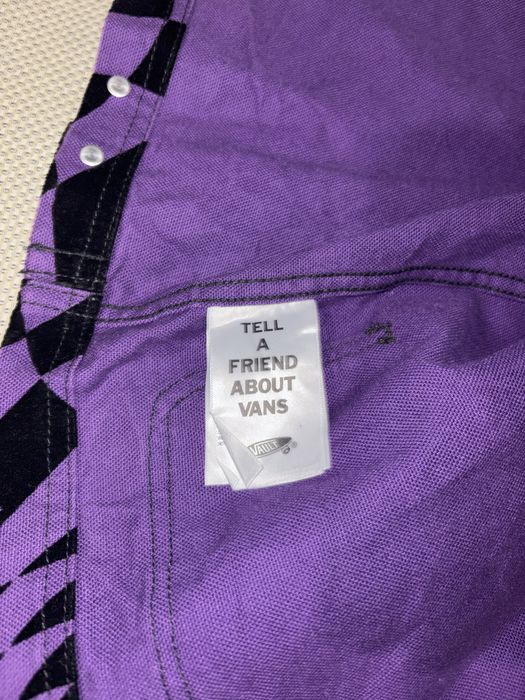 TELL
A
FRIEND
ABOUT
VANS
VAULT
®